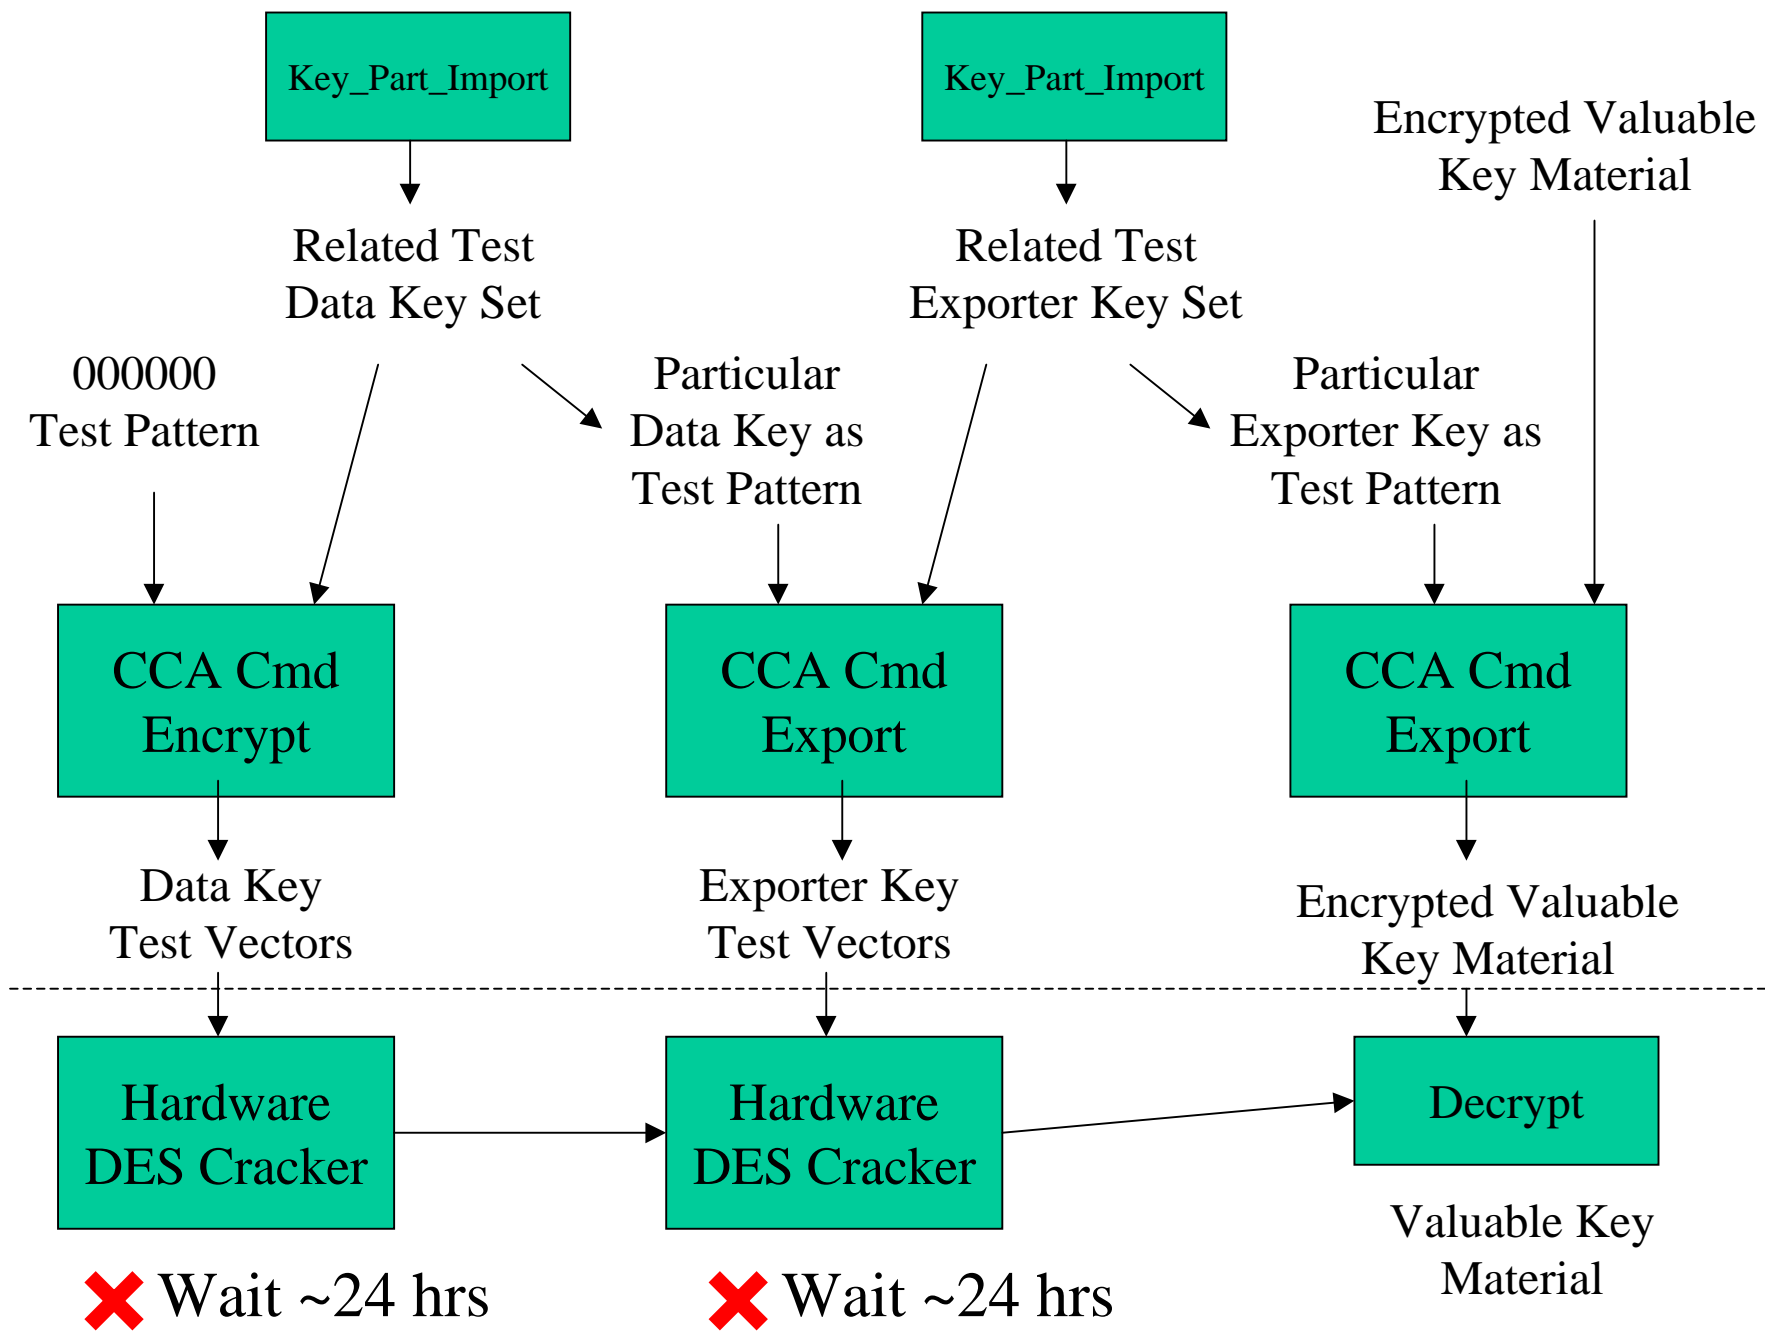 Key_Part_Import
Key_Part_Import
Encrypted Valuable
Key Material
Related Test
Data Key Set
Related Test
Exporter Key Set
000000
Test Pattern
Particular
Data Key as
Test Pattern
Particular
Exporter Key as
Test Pattern
CCA Cmd
Encrypt
CCA Cmd
Export
CCA Cmd
Export
Data Key
Test Vectors
Exporter Key
Test Vectors
Encrypted Valuable
Key Material
Hardware
DES Cracker
Hardware
DES Cracker
Decrypt
Valuable Key
Material
Wait ~24 hrs
Wait ~24 hrs